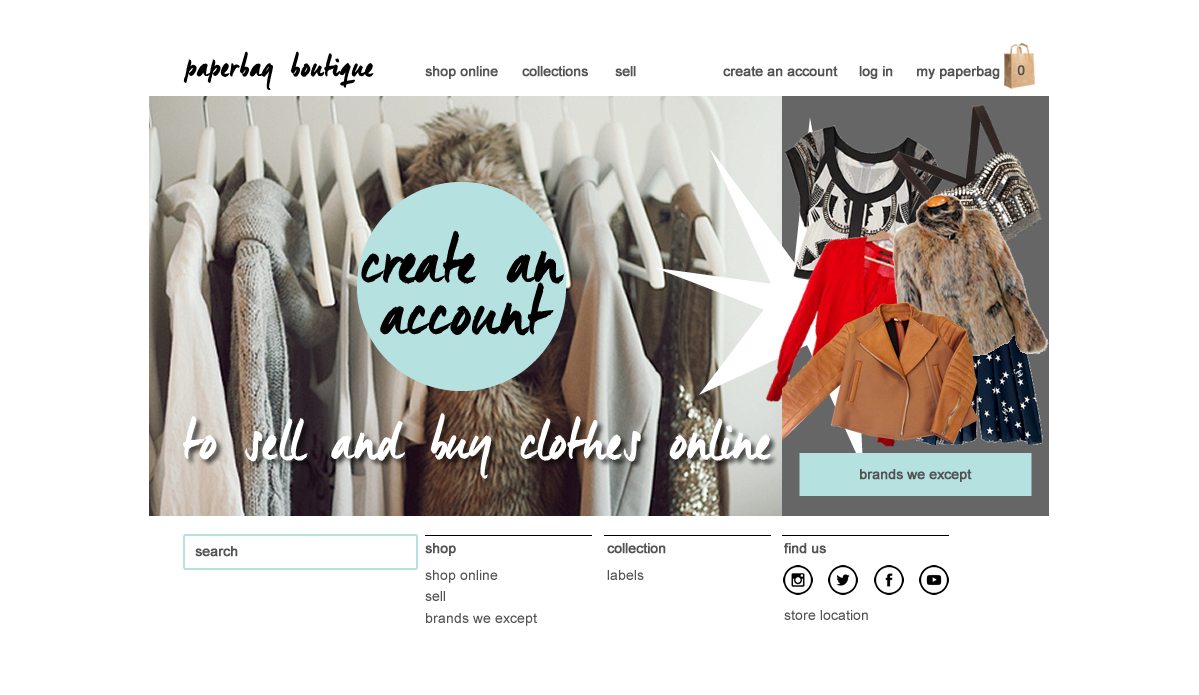 paperbag boutique
shop online collections sell create an account log in my paperbag 0
create an
account
to sell and buy clothes online
brands we except
search
shop
shop online
sell
brands we except
collection
labels
find us
store location